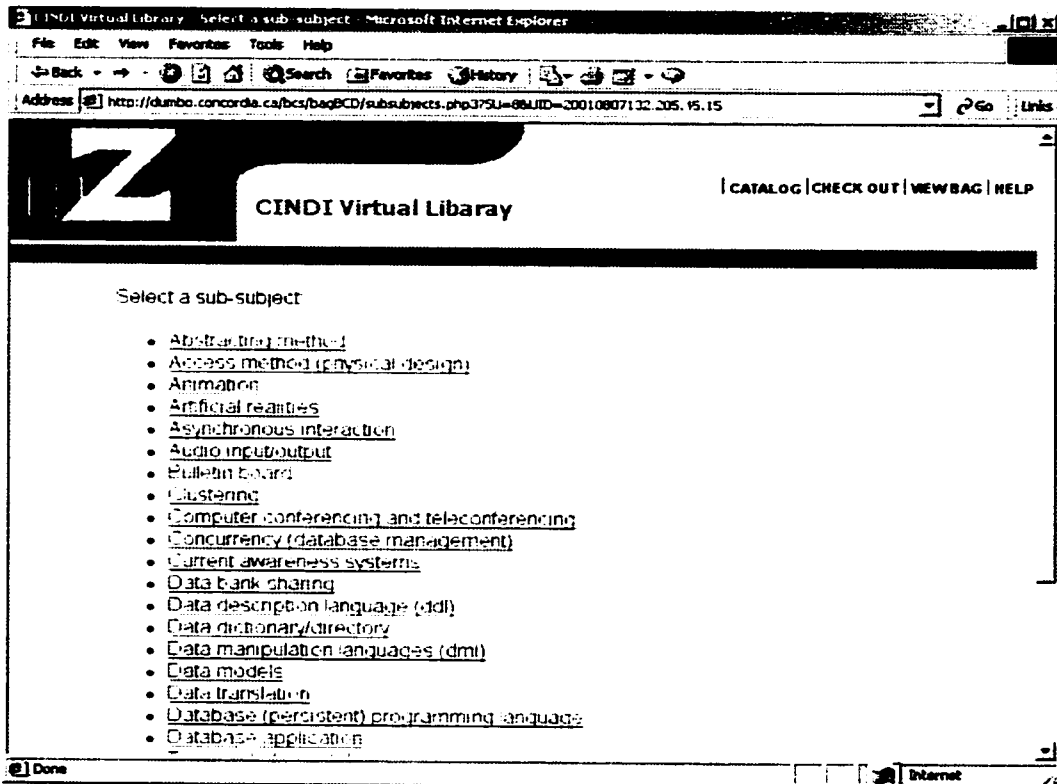 CINDI Virtual Library - Select a sub-subject - Microsoft Internet Explorer
File Edit View Favorites Tools Help
Back Search Favorites History
Address http://dumbo.concordia.ca/bcs/bagBCD/subsubjects.php3?SU=6&UID=20010807132.205.15.15 Go Links
CATALOG | CHECK OUT | VIEW BAG | HELP
CINDI Virtual Libaray
Select a sub-subject
• Abstracting method
• Access method (physical design)
• Animation
• Artificial realities
• Asynchronous interaction
• Audio input/output
• Bulletin board
• Clustering
• Computer conferencing and teleconferencing
• Concurrency (database management)
• Current awareness systems
• Data bank sharing
• Data description language (ddl)
• Data dictionary/directory
• Data manipulation languages (dml)
• Data models
• Data translation
• Database (persistent) programming language
• Database application
Done Internet